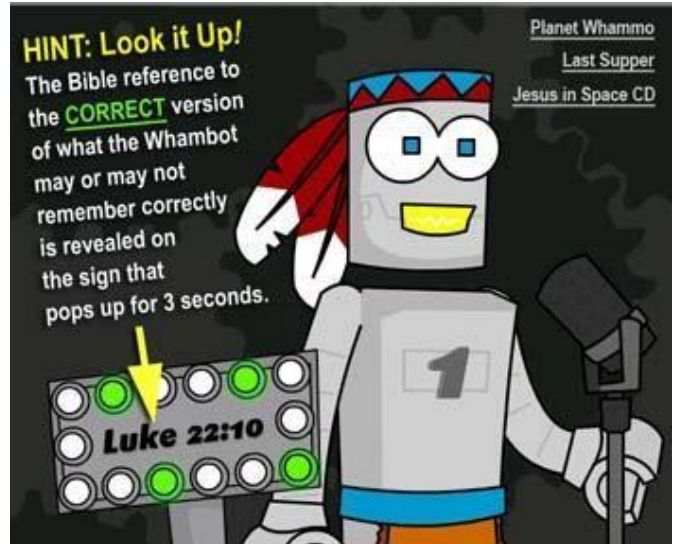 HINT: Look it Up!
The Bible reference to
the CORRECT version
of what the Whambot
may or may not
remember correctly
is revealed on
the sign that
pops up for 3 seconds.
Luke 22:10
Planet Whammo
Last Supper
Jesus in Space CD
1